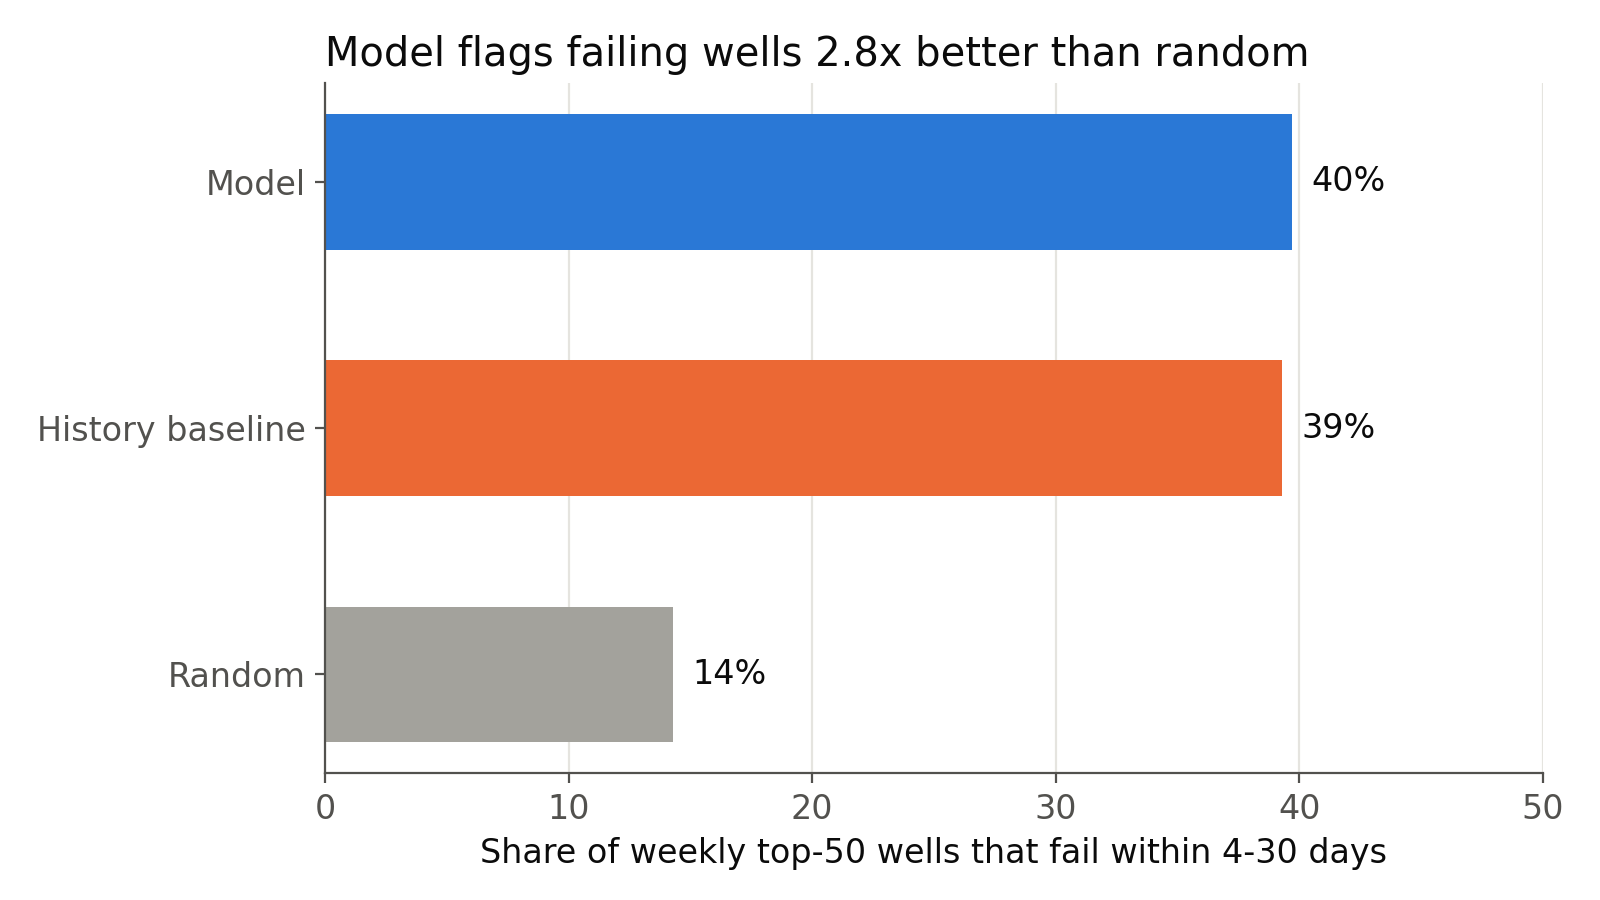 Model flags failing wells 2.8x better than random
Model
40%
History baseline
39%
Random
14%
0 10 20 30 40 50
Share of weekly top-50 wells that fail within 4-30 days